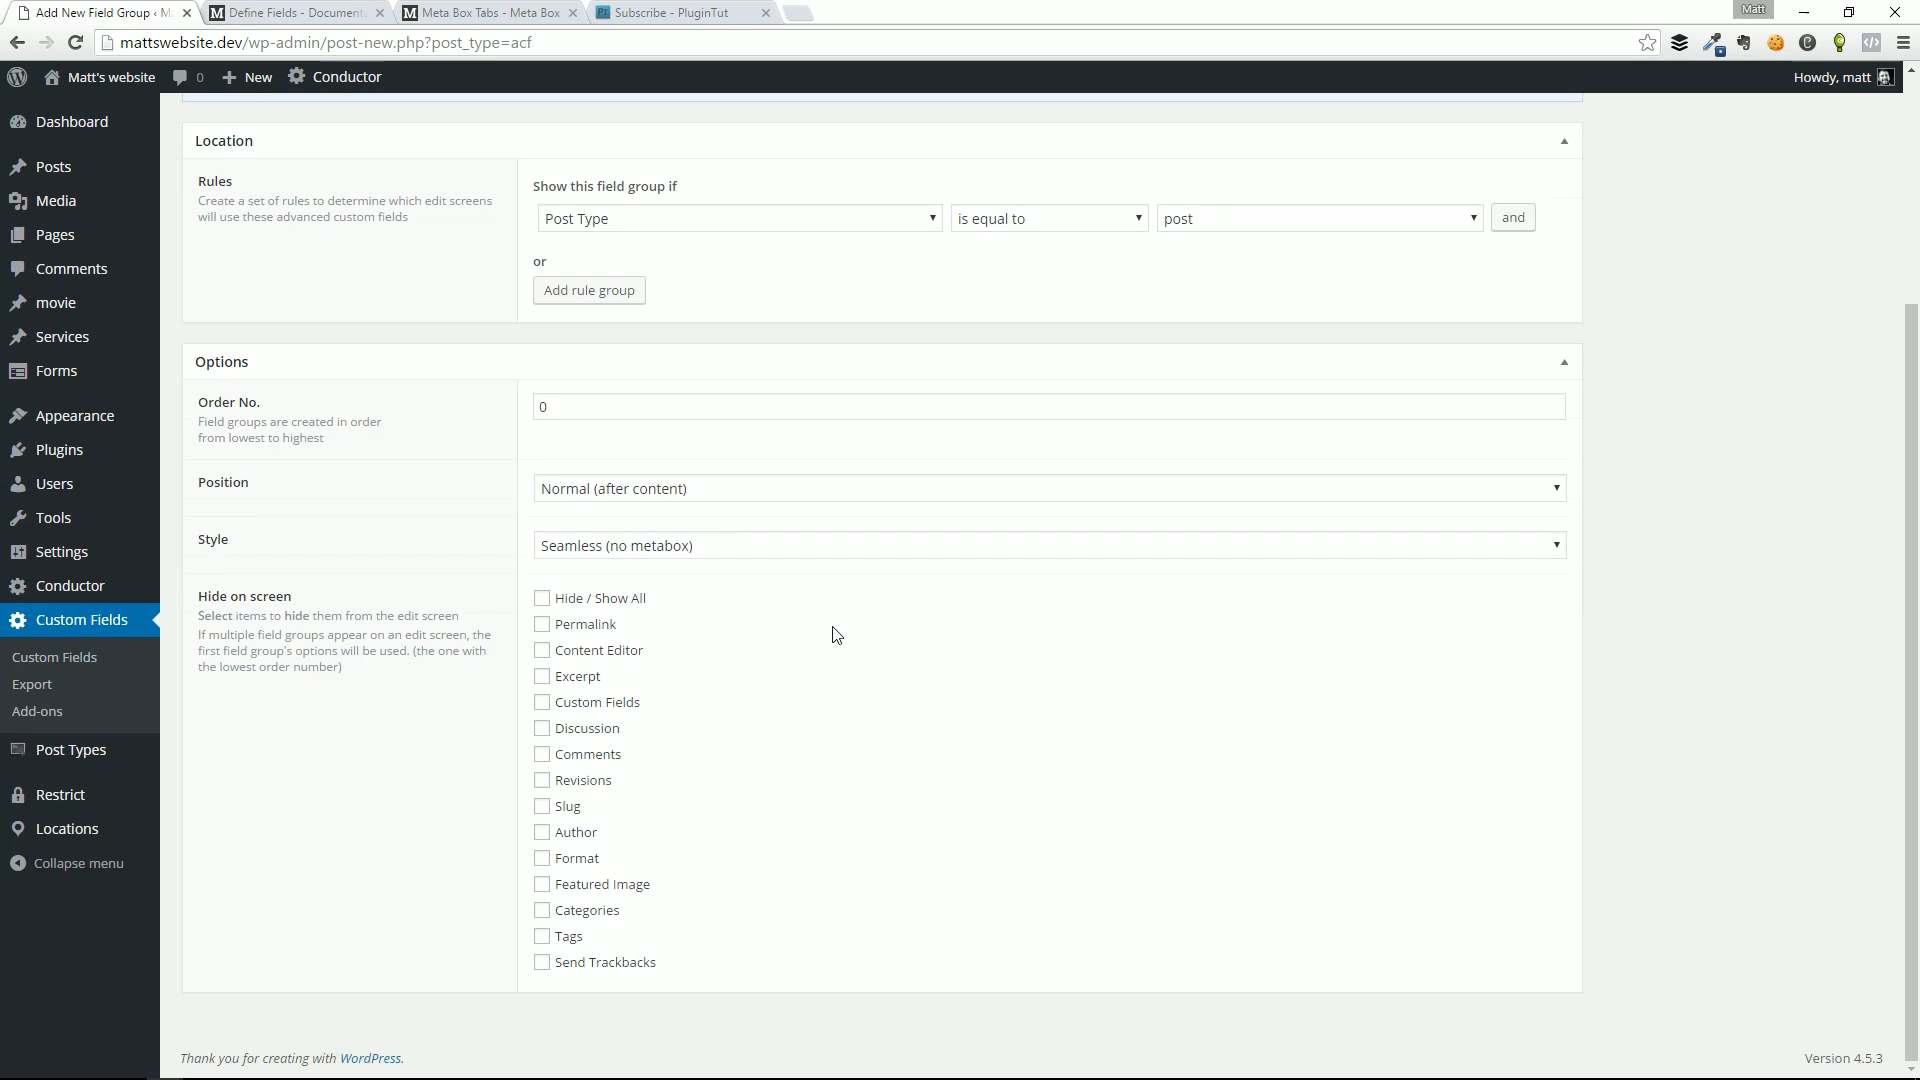 Add New Field Group ‹ M
Define Fields - Documenta
Meta Box Tabs - Meta Box
Subscribe - PluginTut
Matt
mattswebsite.dev/wp-admin/post-new.php?post_type=acf
Matt's website
0
New
Conductor
Howdy, matt
Dashboard
Posts
Media
Pages
Comments
movie
Services
Forms
Appearance
Plugins
Users
Tools
Settings
Conductor
Custom Fields
Custom Fields
Export
Add-ons
Post Types
Restrict
Locations
Collapse menu
Location
Rules
Create a set of rules to determine which edit screens
will use these advanced custom fields
Show this field group if
Post Type
is equal to
post
and
or
Add rule group
Options
Order No.
Field groups are created in order
from lowest to highest
0
Position
Normal (after content)
Style
Seamless (no metabox)
Hide on screen
Select items to hide them from the edit screen
If multiple field groups appear on an edit screen, the
first field group's options will be used. (the one with
the lowest order number)
Hide / Show All
Permalink
Content Editor
Excerpt
Custom Fields
Discussion
Comments
Revisions
Slug
Author
Format
Featured Image
Categories
Tags
Send Trackbacks
Thank you for creating with WordPress.
Version 4.5.3